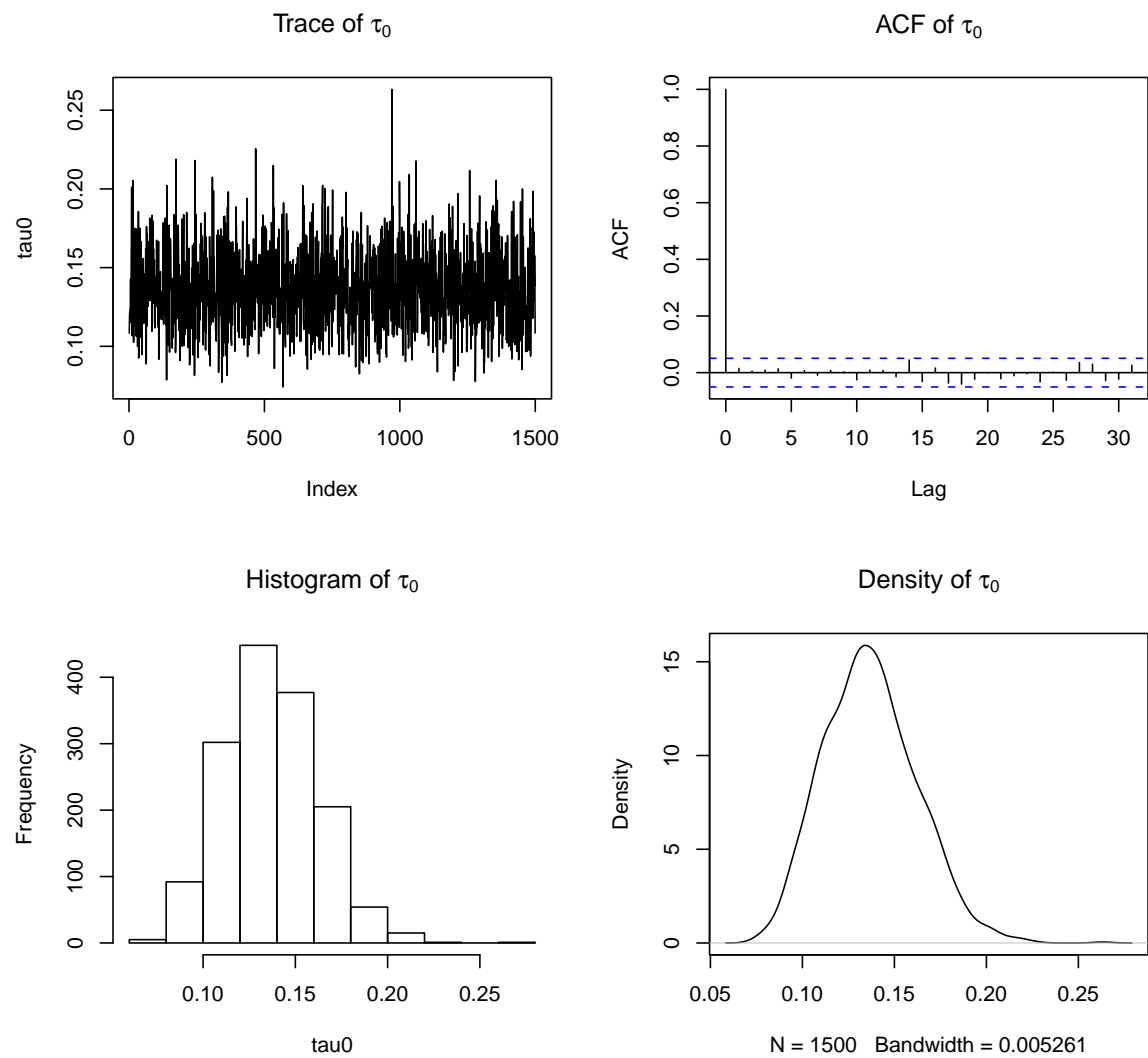 Trace of τ0
tau0
0.10 0.15 0.20 0.25
0 500 1000 1500
Index
ACF of τ0
ACF
0.0 0.2 0.4 0.6 0.8 1.0
0 5 10 15 20 25 30
Lag
Histogram of τ0
Frequency
0 100 200 300 400
0.10 0.15 0.20 0.25
tau0
Density of τ0
Density
0 5 10 15
0.05 0.10 0.15 0.20 0.25
N = 1500 Bandwidth = 0.005261